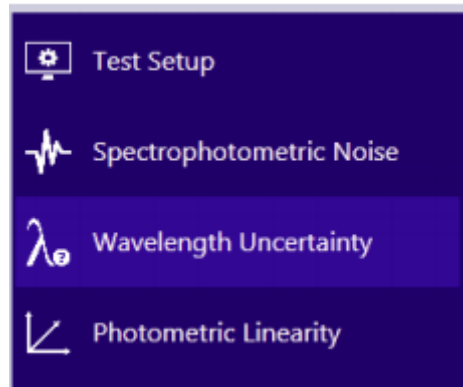 Test Setup
Spectrophotometric Noise
Wavelength Uncertainty
Photometric Linearity